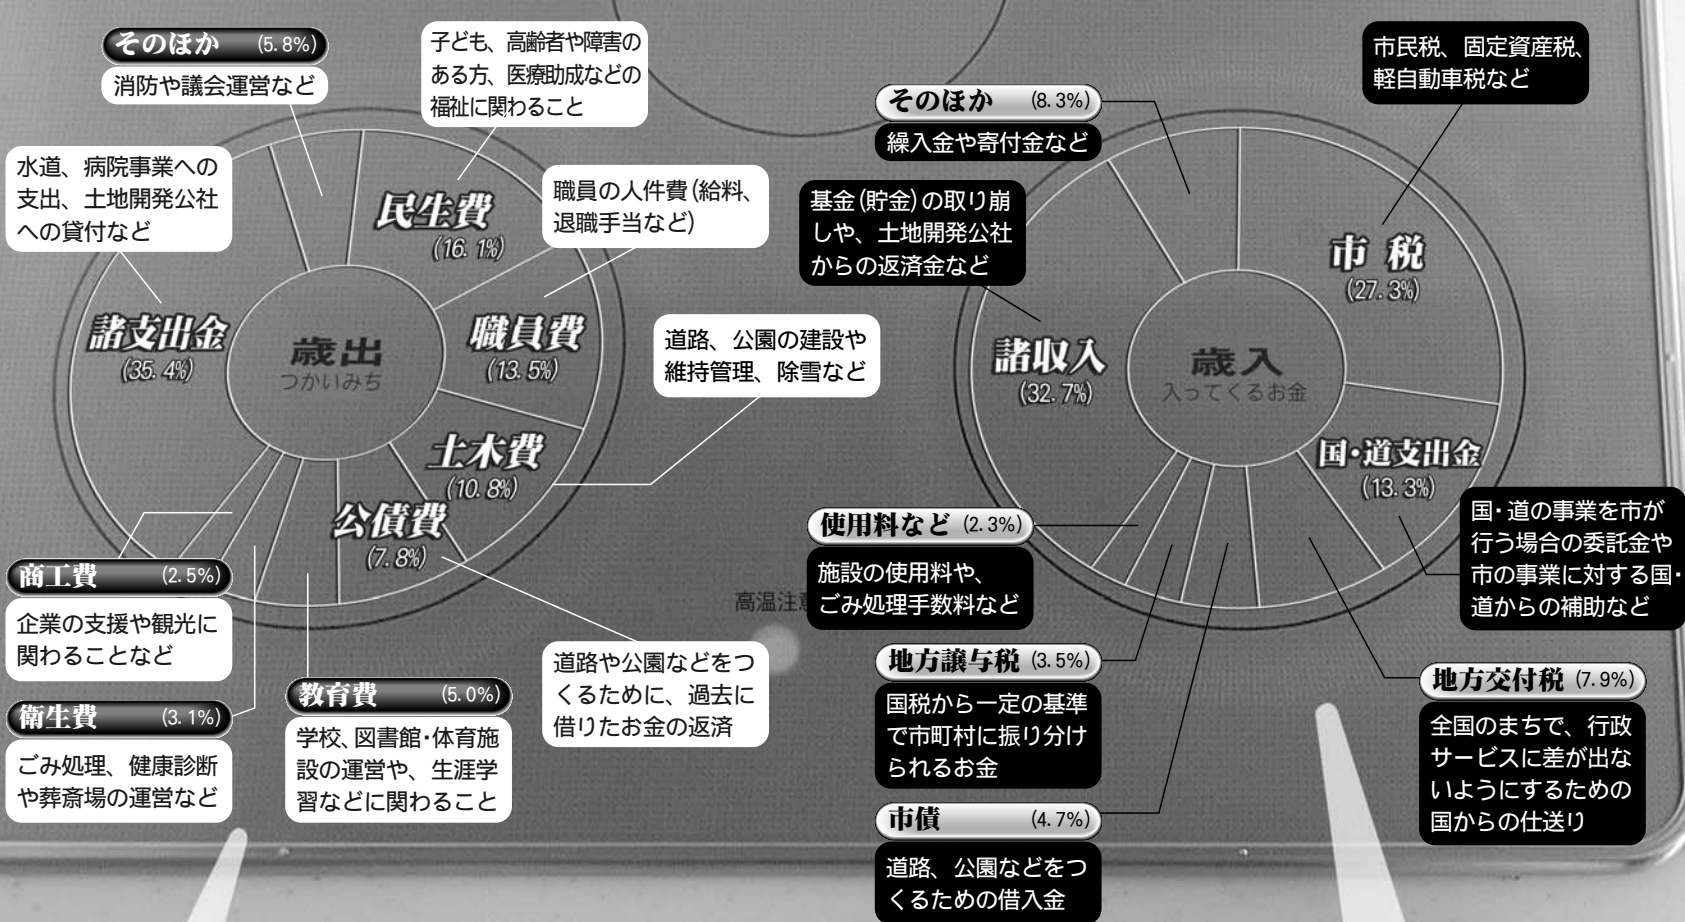 そのほか (5.8%)
消防や議会運営など
子ども、高齢者や障害の
ある方、医療助成などの
福祉に関わること
水道、病院事業への
支出、土地開発公社
への貸付など
職員の人件費(給料、
退職手当など)
民生費
(16.1%)
諸支出金
(35.4%)
歳出
つかいみち
職員費
(13.5%)
道路、公園の建設や
維持管理、除雪など
土木費
(10.8%)
公債費
(7.8%)
商工費 (2.5%)
企業の支援や観光に
関わることなど
衛生費 (3.1%)
ごみ処理、健康診断
や葬斎場の運営など
教育費 (5.0%)
学校、図書館・体育施
設の運営や、生涯学
習などに関わること
道路や公園などをつ
くるために、過去に
借りたお金の返済
高温注意
市民税、固定資産税、
軽自動車税など
そのほか (8.3%)
繰入金や寄付金など
基金(貯金)の取り崩
しや、土地開発公社
からの返済金など
市税
(27.3%)
諸収入
(32.7%)
歳入
入ってくるお金
国・道支出金
(13.3%)
国・道の事業を市が
行う場合の委託金や
市の事業に対する国・
道からの補助など
使用料など (2.3%)
施設の使用料や、
ごみ処理手数料など
地方譲与税 (3.5%)
国税から一定の基準
で市町村に振り分け
られるお金
市債 (4.7%)
道路、公園などをつ
くるための借入金
地方交付税 (7.9%)
全国のまちで、行政
サービスに差が出な
いようにするための
国からの仕送り